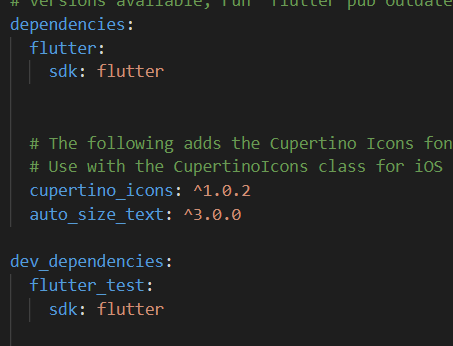 # versions available, run `flutter pub outdate
dependencies:
flutter:
sdk: flutter
# The following adds the Cupertino Icons fon
# Use with the CupertinoIcons class for iOS
cupertino_icons: ^1.0.2
auto_size_text: ^3.0.0
dev_dependencies:
flutter_test:
sdk: flutter